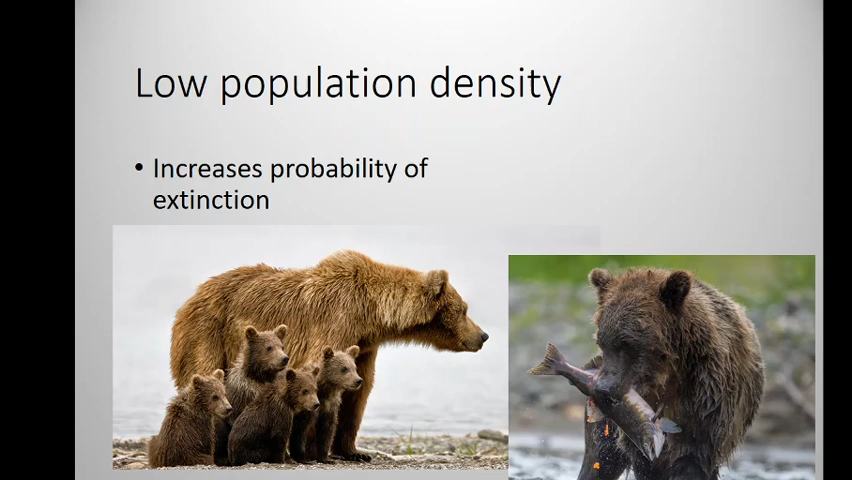 Low population density
• Increases probability of
extinction